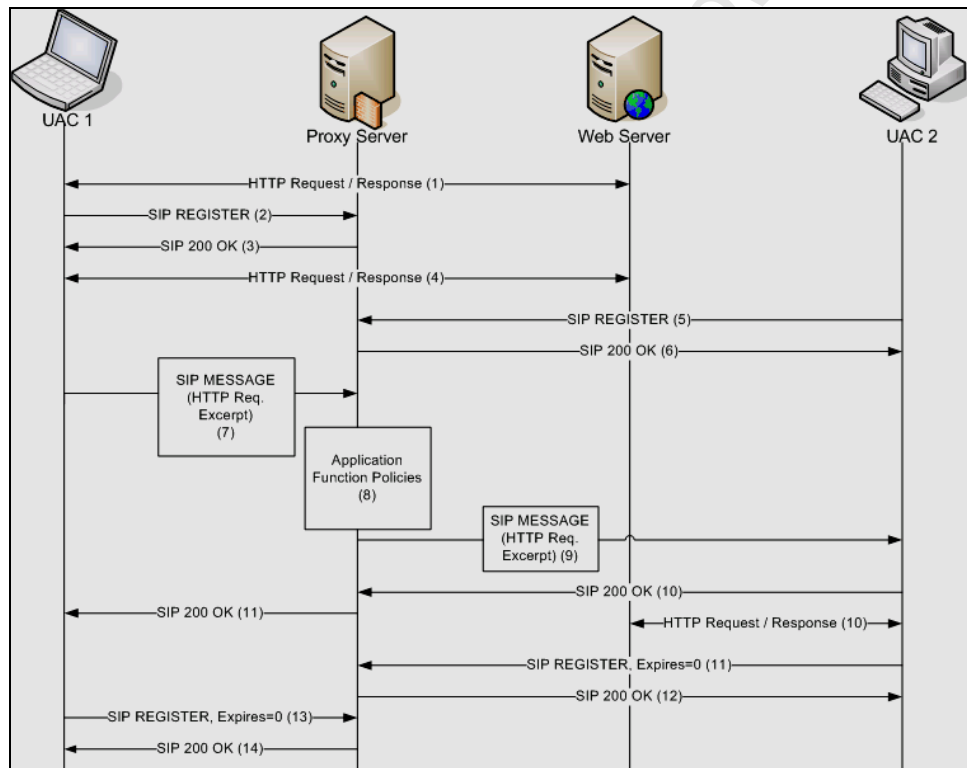 UAC 1
Proxy Server
Web Server
UAC 2
HTTP Request / Response (1)
SIP REGISTER (2)
SIP 200 OK (3)
HTTP Request / Response (4)
SIP REGISTER (5)
SIP 200 OK (6)
SIP MESSAGE
(HTTP Req.
Excerpt)
(7)
Application
Function Policies
(8)
SIP MESSAGE
(HTTP Req.
Excerpt) (9)
SIP 200 OK (10)
SIP 200 OK (11)
HTTP Request / Response (10)
SIP REGISTER, Expires=0 (11)
SIP 200 OK (12)
SIP REGISTER, Expires=0 (13)
SIP 200 OK (14)